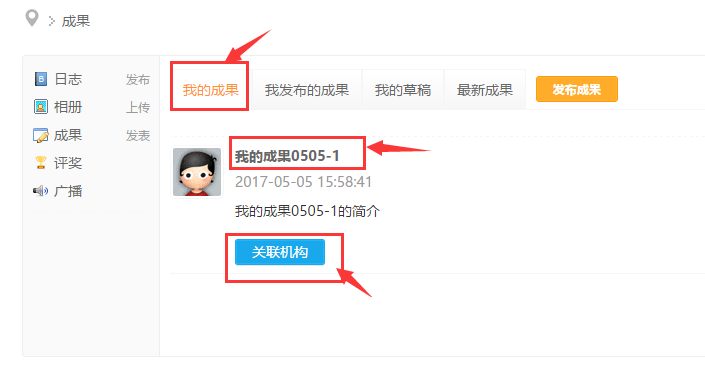 > 成果
日志 发布
相册 上传
成果 发表
评奖
广播
我的成果 我发布的成果 我的草稿 最新成果 发布成果
我的成果0505-1
2017-05-05 15:58:41
我的成果0505-1的简介
关联机构